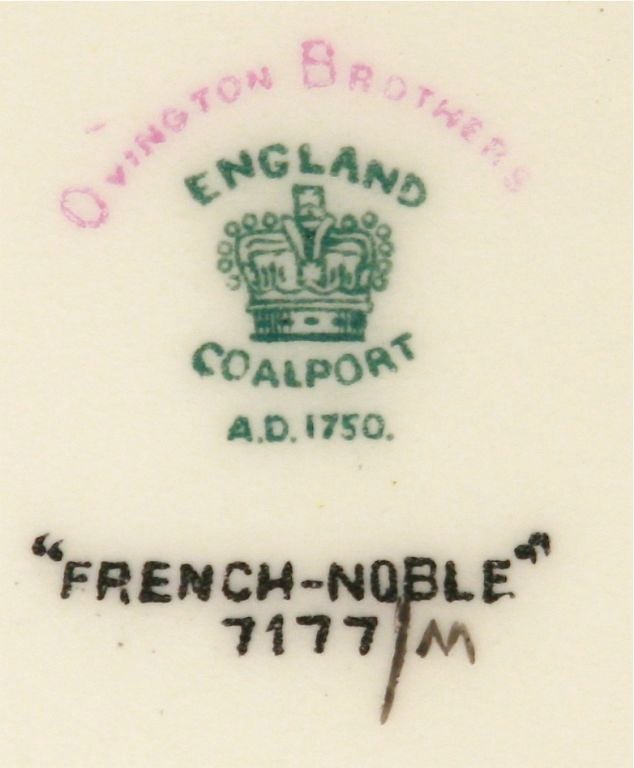 OVINGTON BROTHERS
ENGLAND
COALPORT
A.D. 1750.
"FRENCH-NOBLE"
7177/M